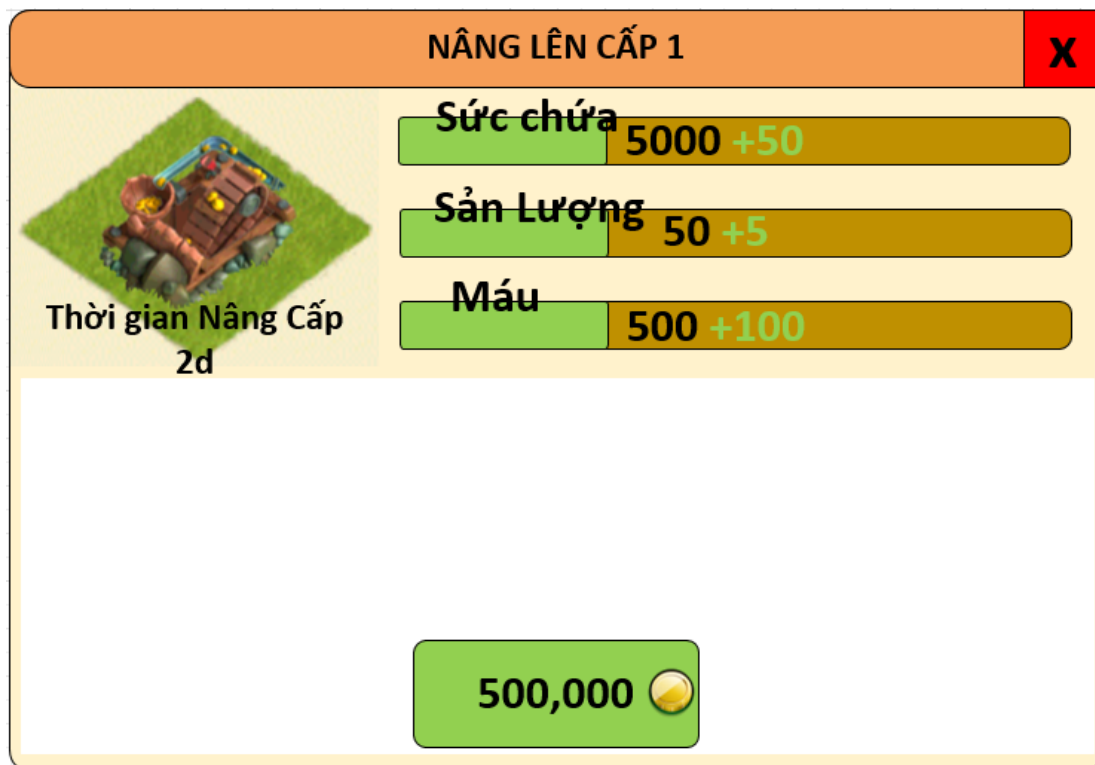 NÂNG LÊN CẤP 1
X
Sức chứa
5000 +50
Sản Lượng
50 +5
Máu
500 +100
Thời gian Nâng Cấp
2d
500,000